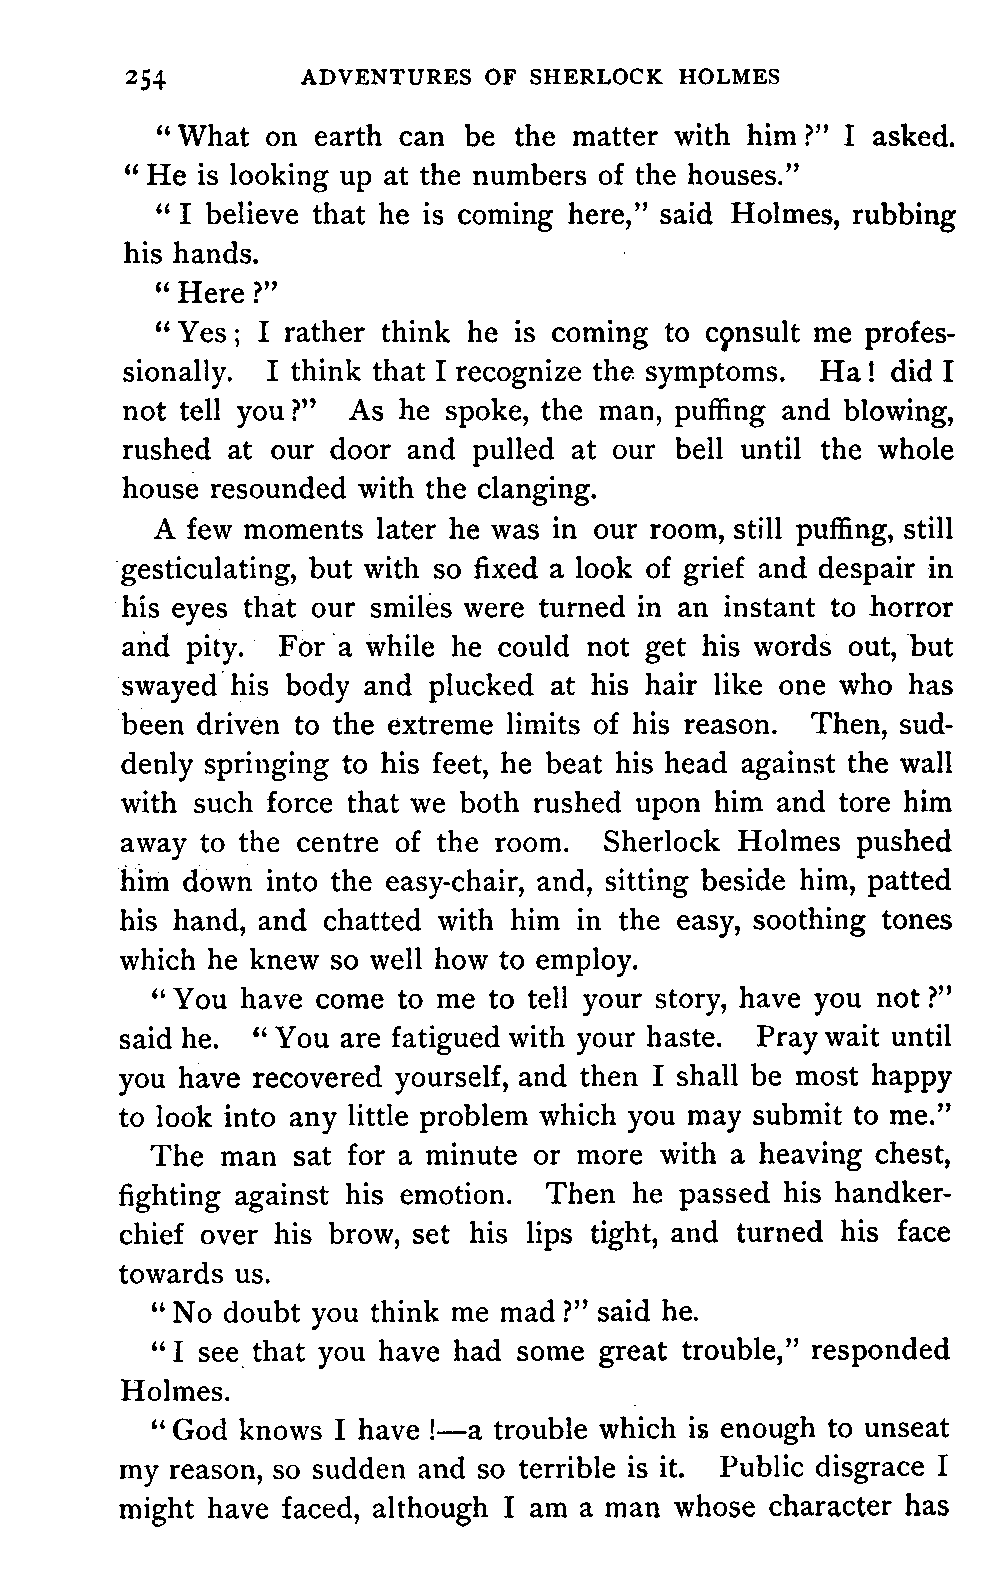 254 ADVENTURES OF SHERLOCK HOLMES
“What on earth can be the matter with him?” I asked.
“He is looking up at the numbers of the houses.”
“I believe that he is coming here,” said Holmes, rubbing
his hands.
“Here?”
“Yes; I rather think he is coming to consult me profes-
sionally. I think that I recognize the symptoms. Ha! did I
not tell you?” As he spoke, the man, puffing and blowing,
rushed at our door and pulled at our bell until the whole
house resounded with the clanging.
A few moments later he was in our room, still puffing, still
gesticulating, but with so fixed a look of grief and despair in
his eyes that our smiles were turned in an instant to horror
and pity. For a while he could not get his words out, but
swayed his body and plucked at his hair like one who has
been driven to the extreme limits of his reason. Then, sud-
denly springing to his feet, he beat his head against the wall
with such force that we both rushed upon him and tore him
away to the centre of the room. Sherlock Holmes pushed
him down into the easy-chair, and, sitting beside him, patted
his hand, and chatted with him in the easy, soothing tones
which he knew so well how to employ.
“You have come to me to tell your story, have you not?”
said he. “You are fatigued with your haste. Pray wait until
you have recovered yourself, and then I shall be most happy
to look into any little problem which you may submit to me.”
The man sat for a minute or more with a heaving chest,
fighting against his emotion. Then he passed his handker-
chief over his brow, set his lips tight, and turned his face
towards us.
“No doubt you think me mad?” said he.
“I see that you have had some great trouble,” responded
Holmes.
“God knows I have!—a trouble which is enough to unseat
my reason, so sudden and so terrible is it. Public disgrace I
might have faced, although I am a man whose character has